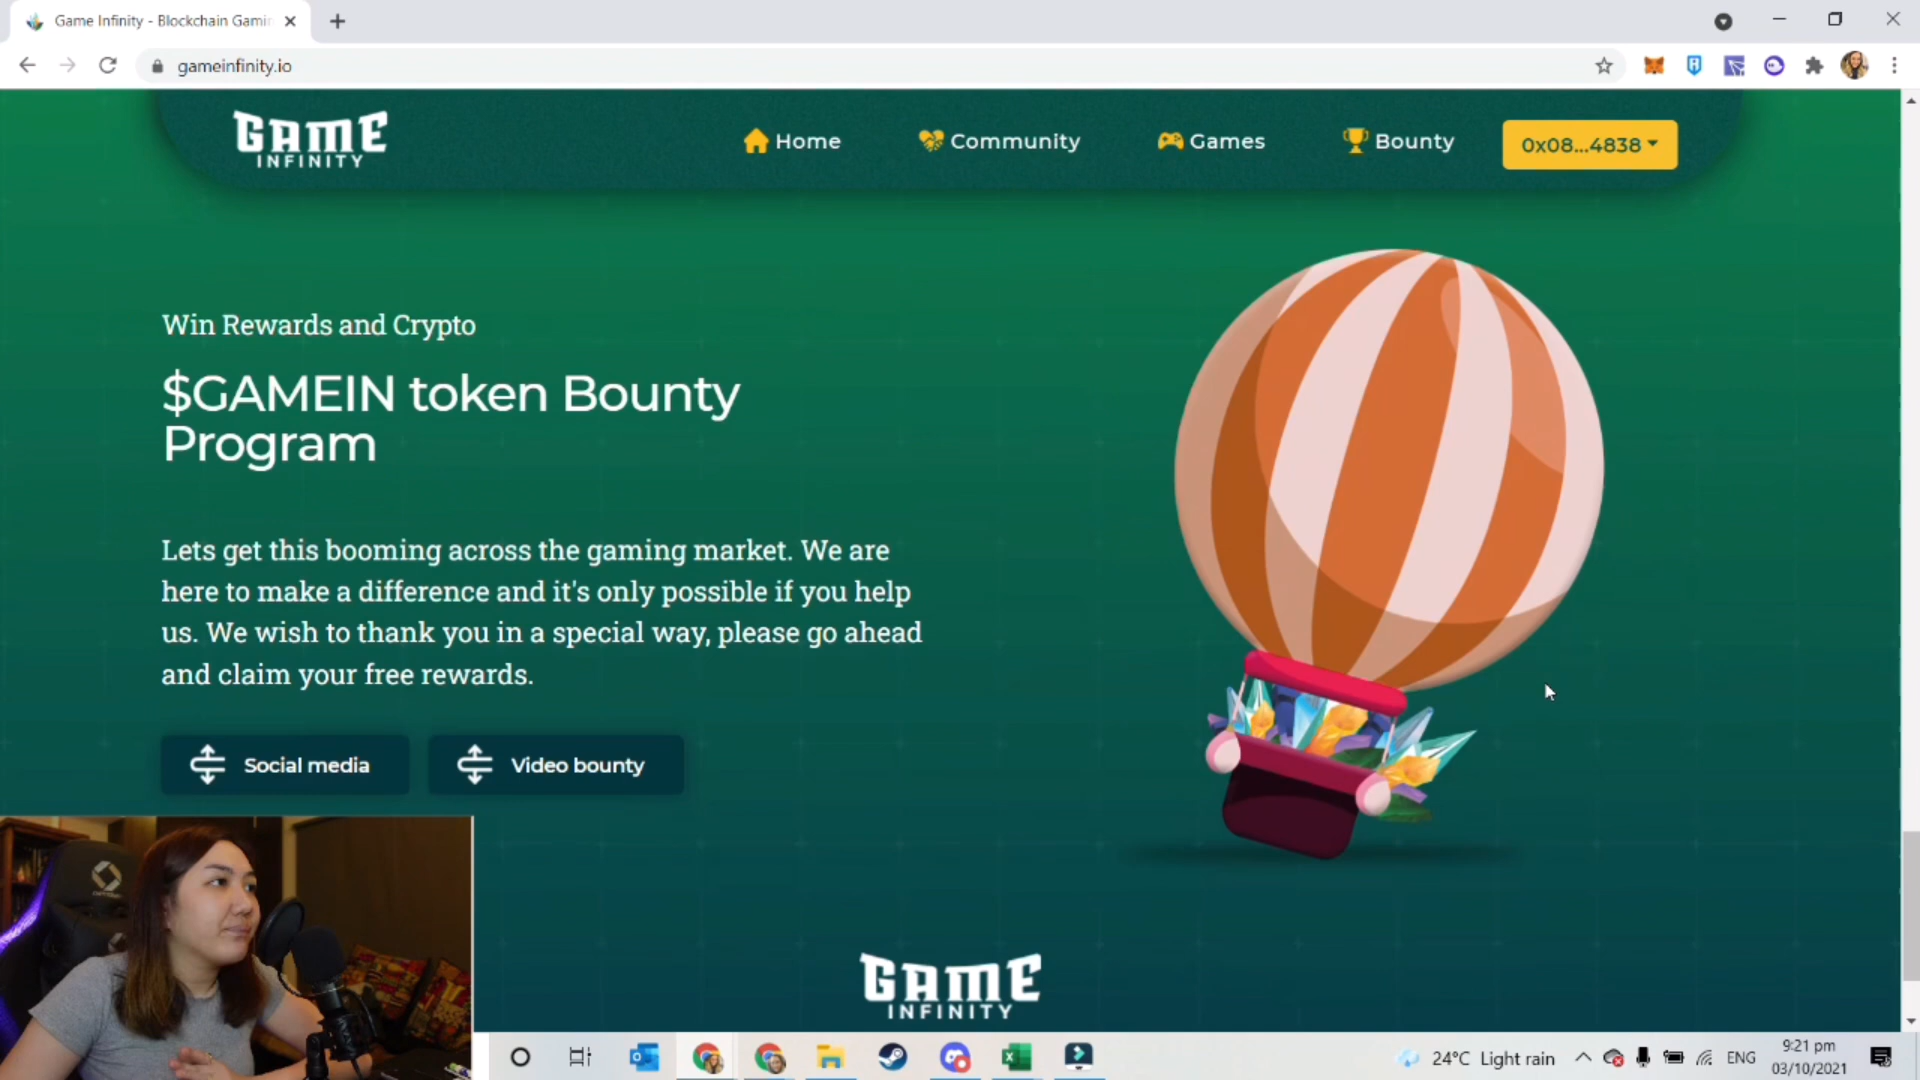 Game Infinity - Blockchain Gamin
gameinfinity.io
GAME
INFINITY
Home
Community
Games
Bounty
0x08...4838
Win Rewards and Crypto
$GAMEIN token Bounty
Program
Lets get this booming across the gaming market. We are
here to make a difference and it's only possible if you help
us. We wish to thank you in a special way, please go ahead
and claim your free rewards.
Social media
Video bounty
GAME
INFINITY
24°C Light rain
ENG
9:21 pm
03/10/2021